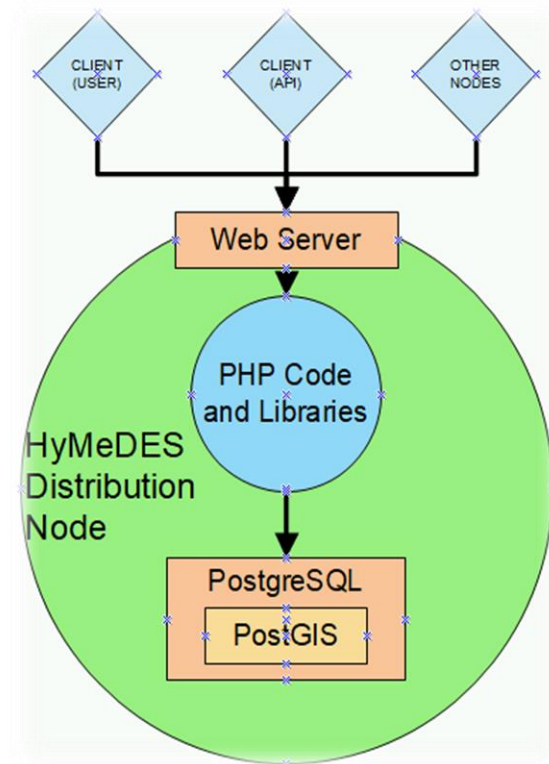 CLIENT
(USER)
CLIENT
(API)
OTHER
NODES
Web Server
PHP Code
and Libraries
HyMeDES
Distribution
Node
PostgreSQL
PostGIS